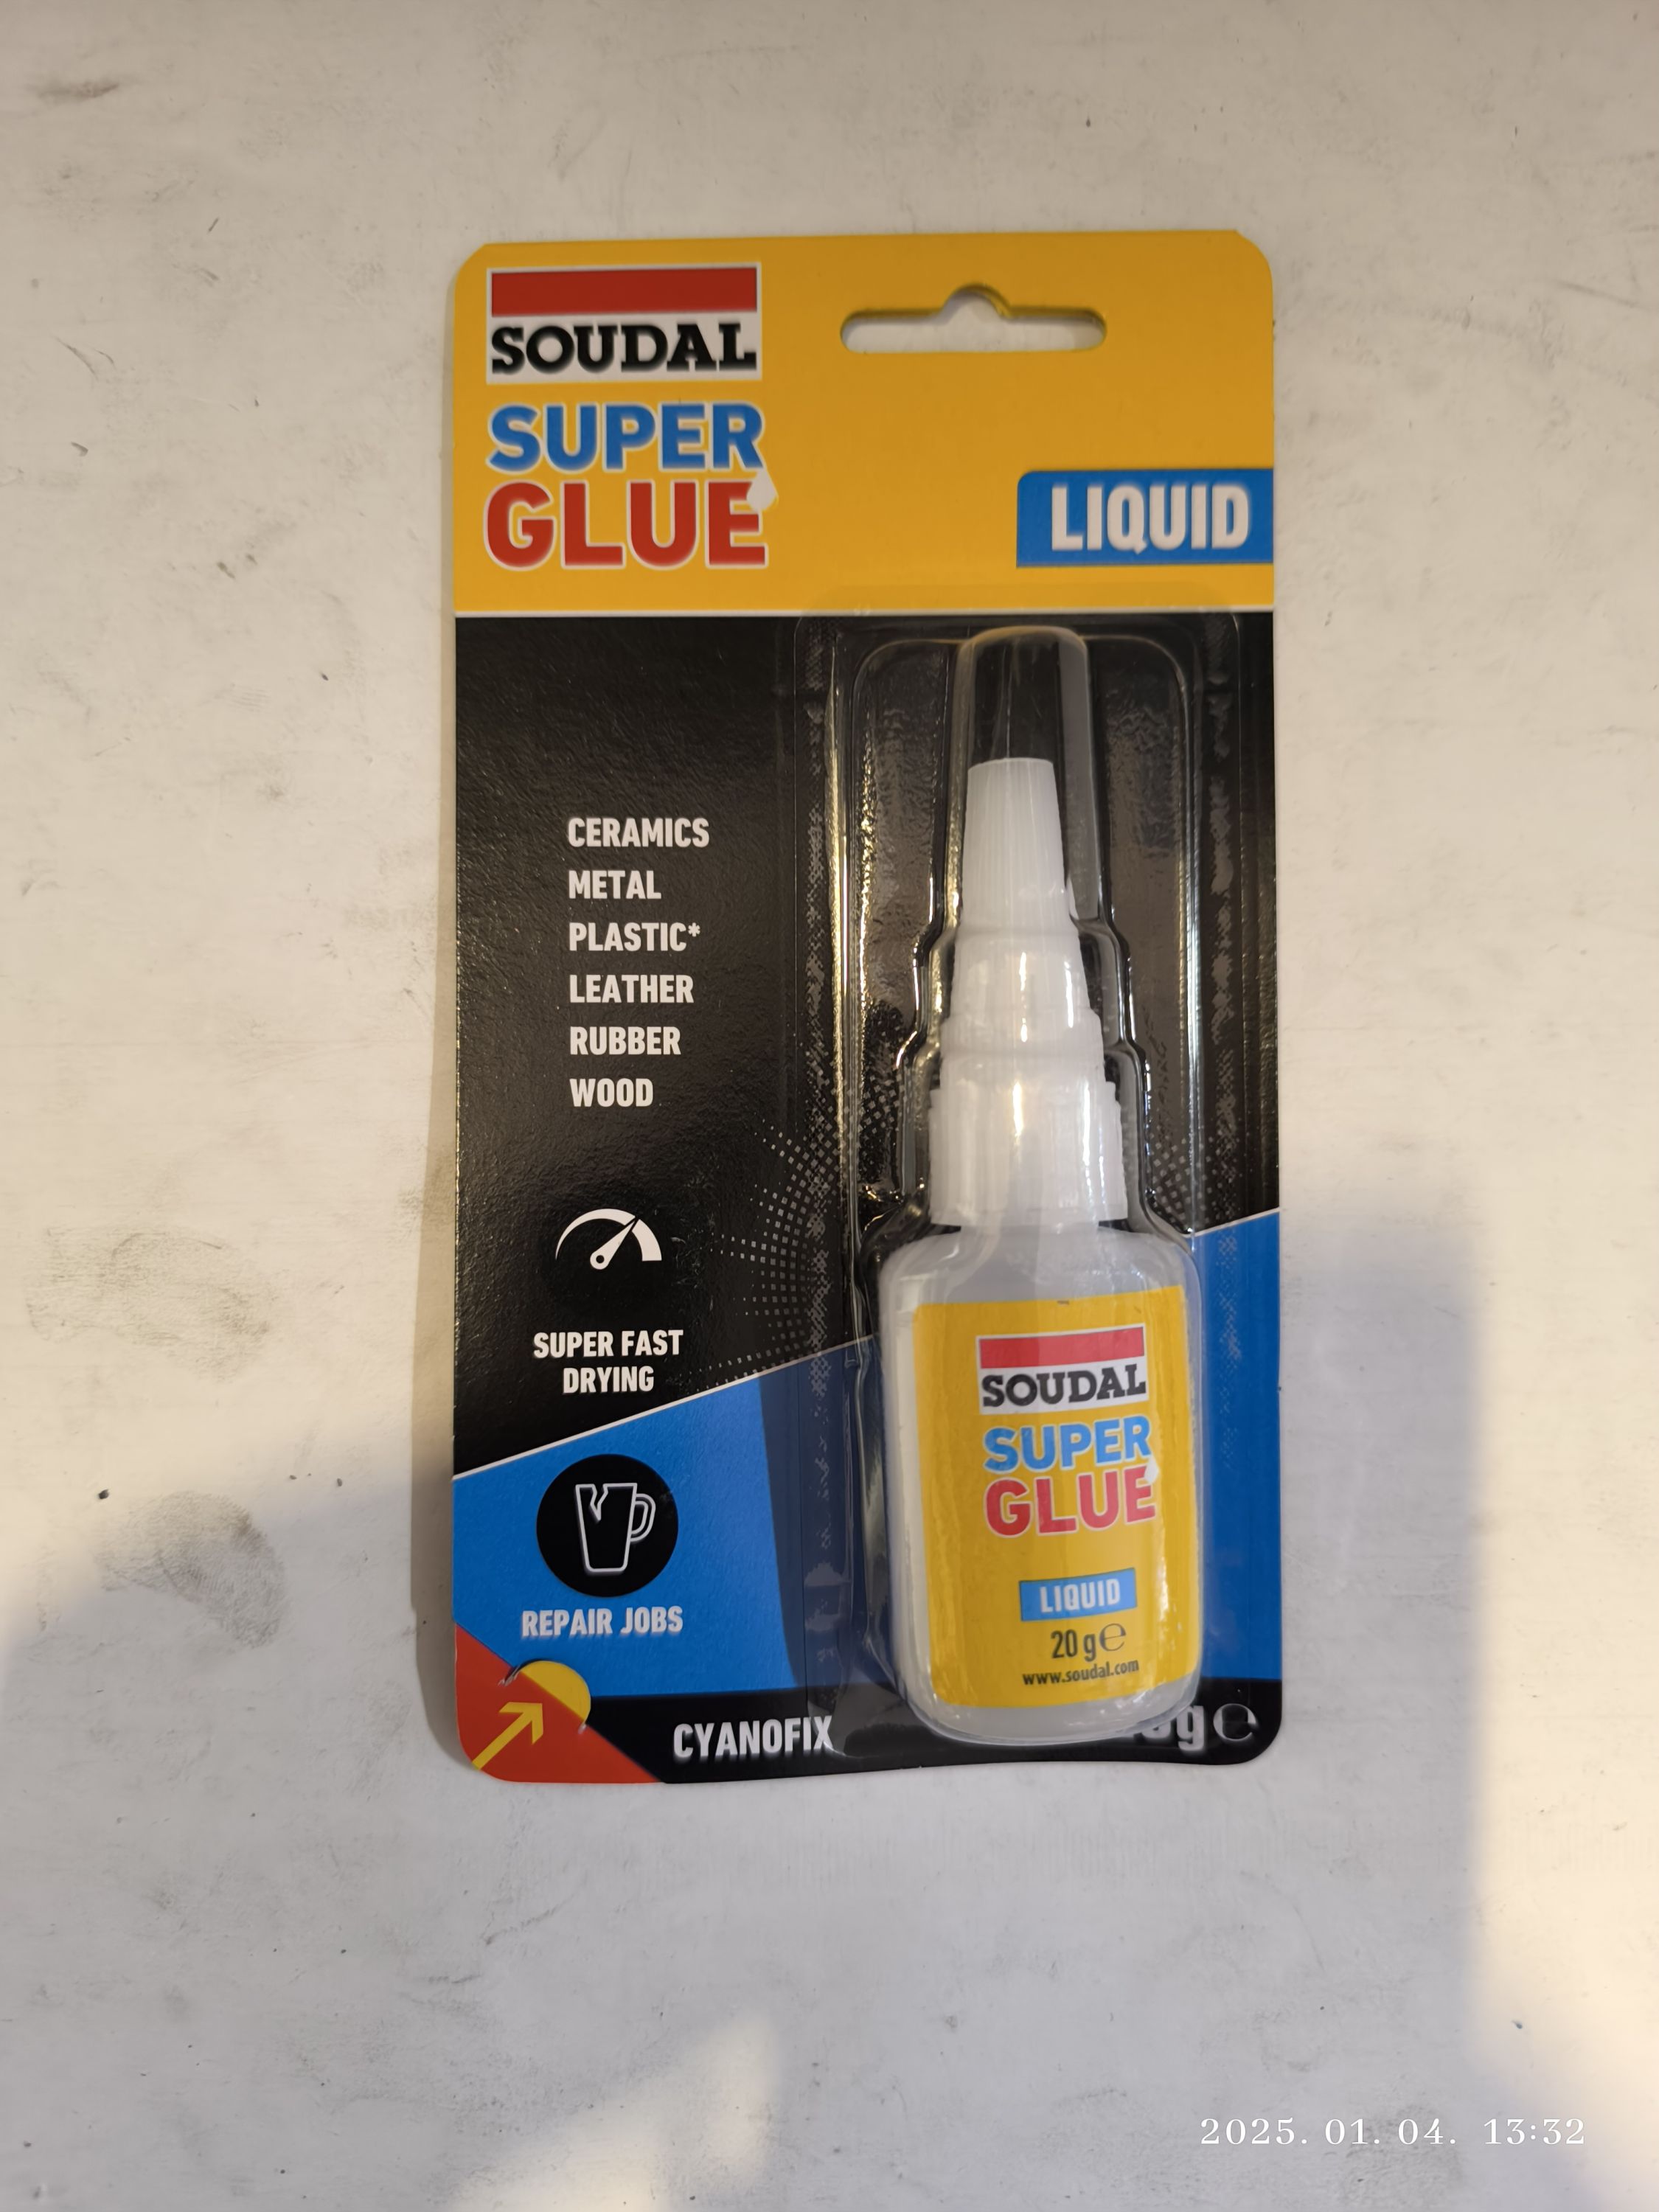 SOUDAL
SUPER
GLUE
LIQUID
CERAMICS
METAL
PLASTIC*
LEATHER
RUBBER
WOOD
SUPER FAST
DRYING
REPAIR JOBS
CYANOFIX
SOUDAL
SUPER
GLUE
LIQUID
20 g ℮
www.soudal.com
g ℮
2025. 01. 04. 13:32